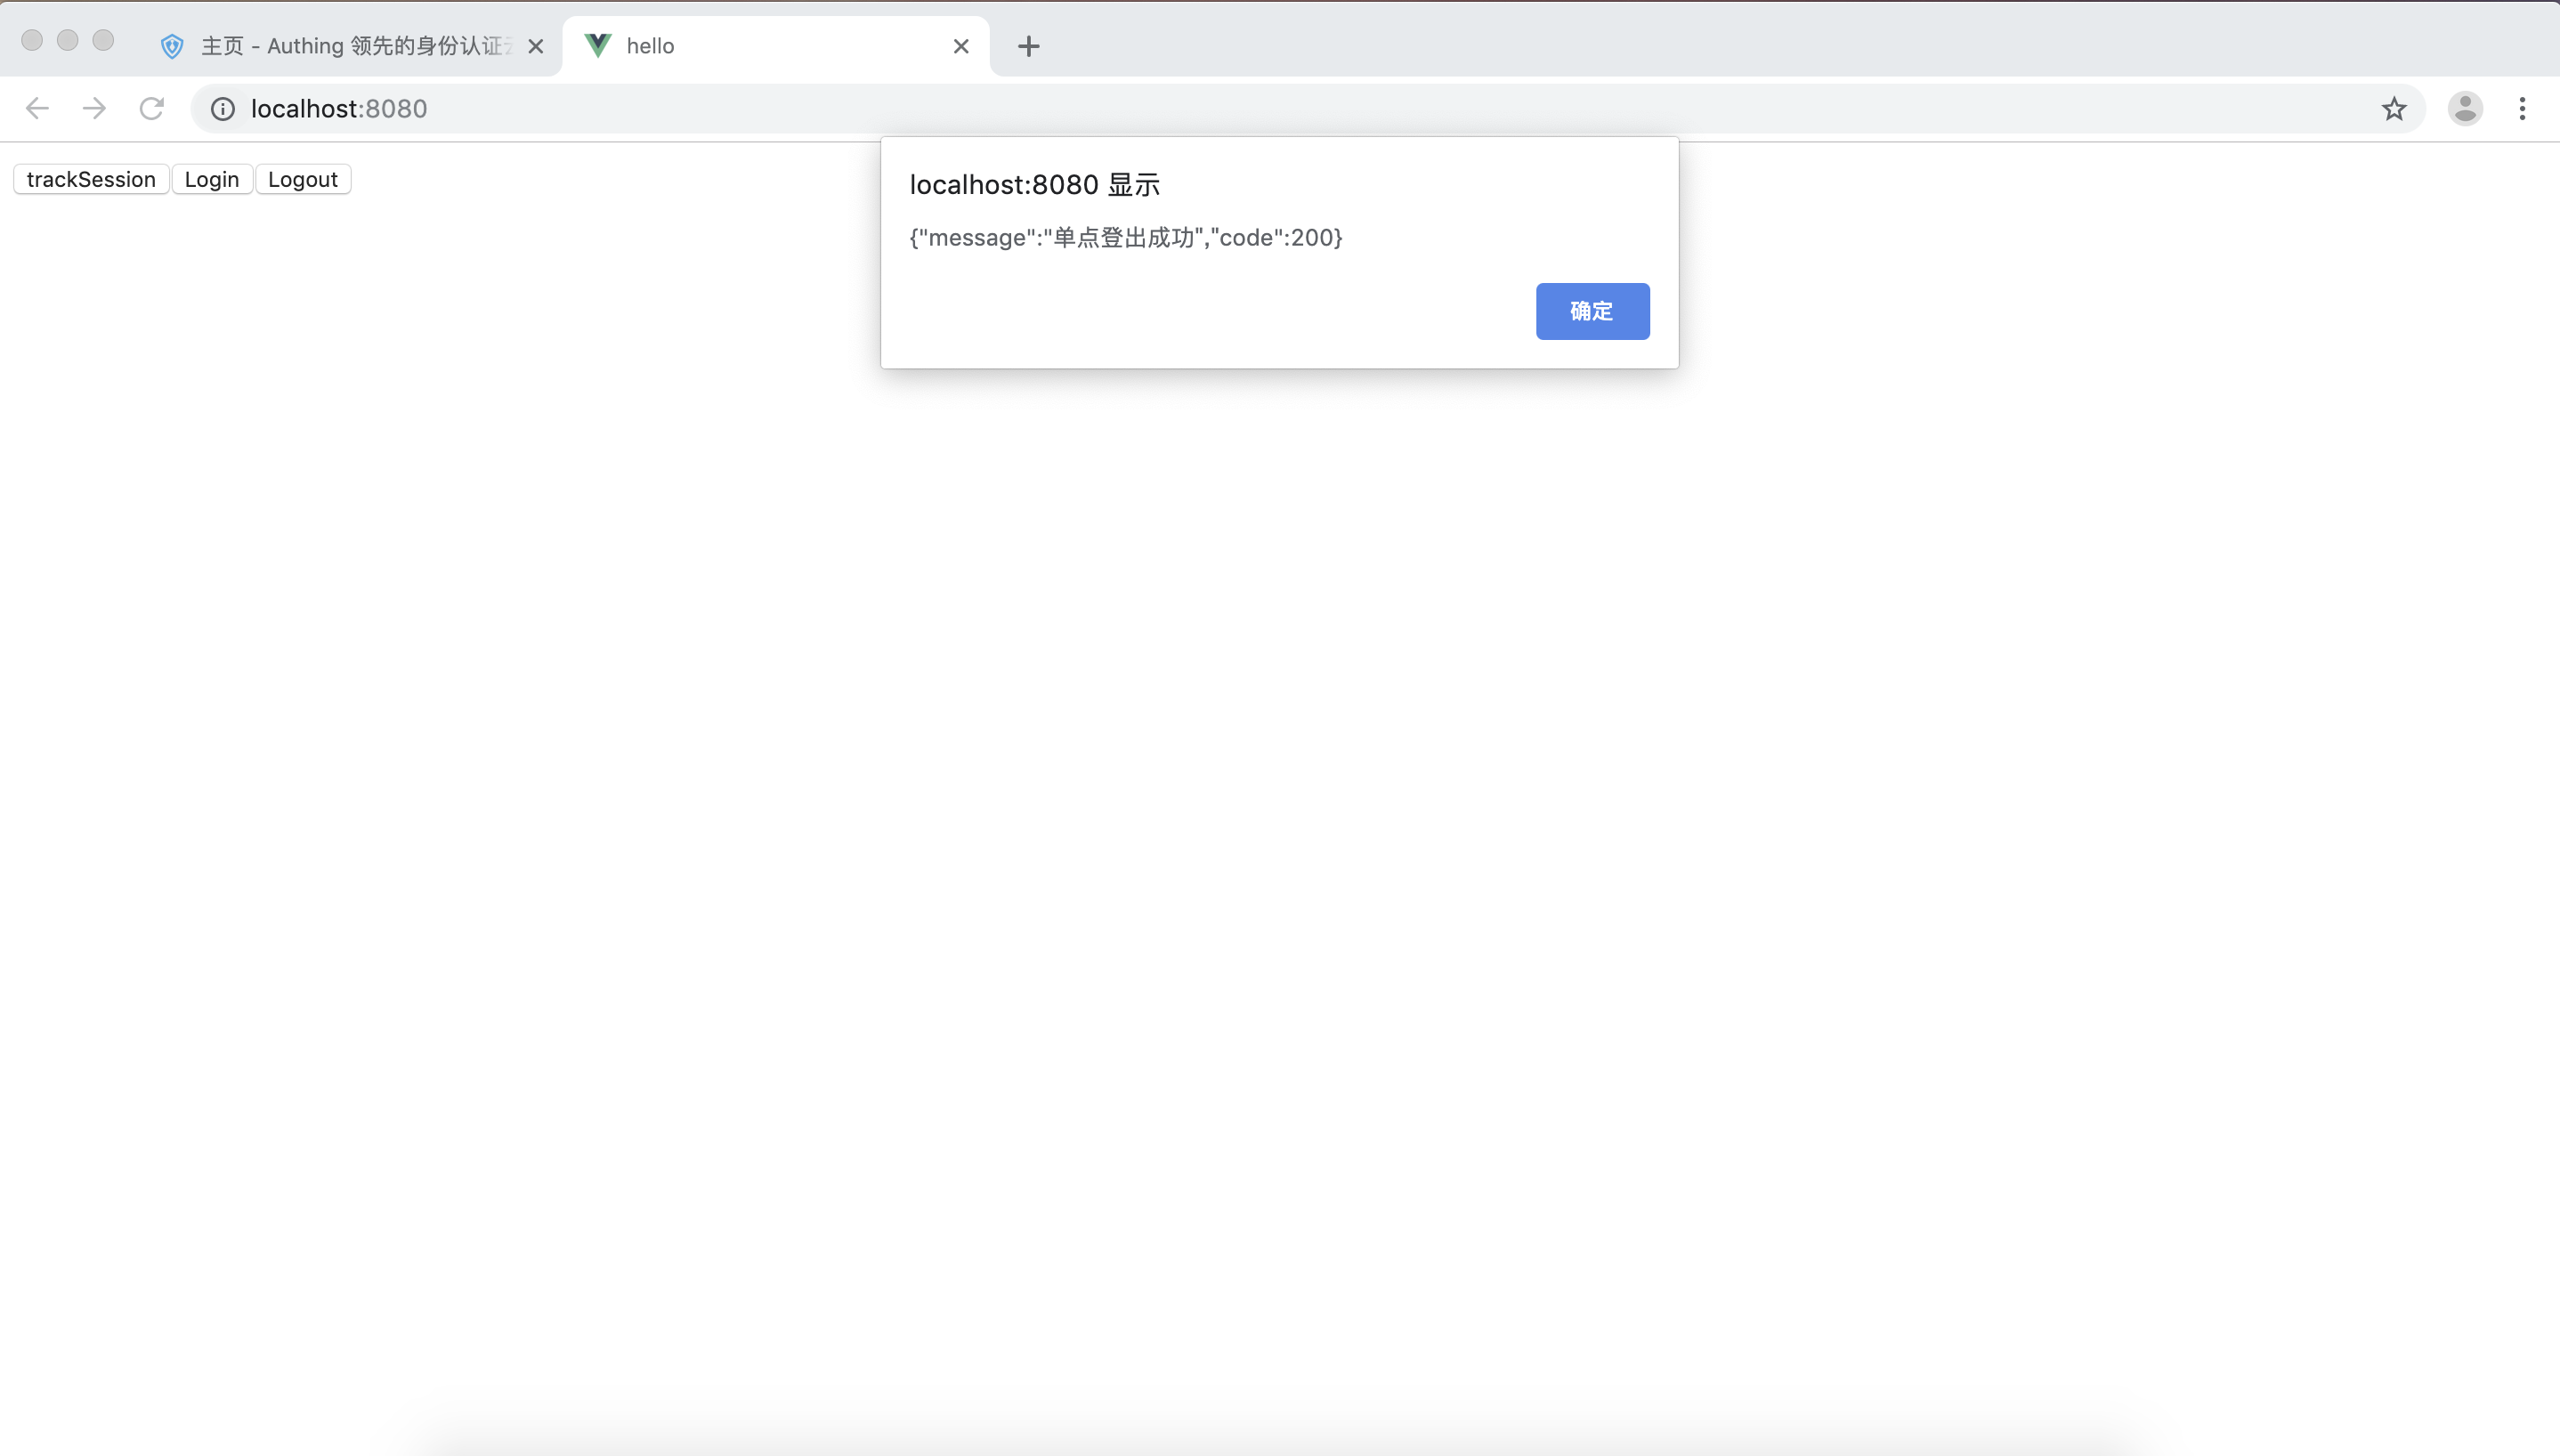 主页 - Authing 领先的身份认证
hello
localhost:8080
trackSession Login Logout
localhost:8080 显示
{"message":"单点登出成功","code":200}
确定